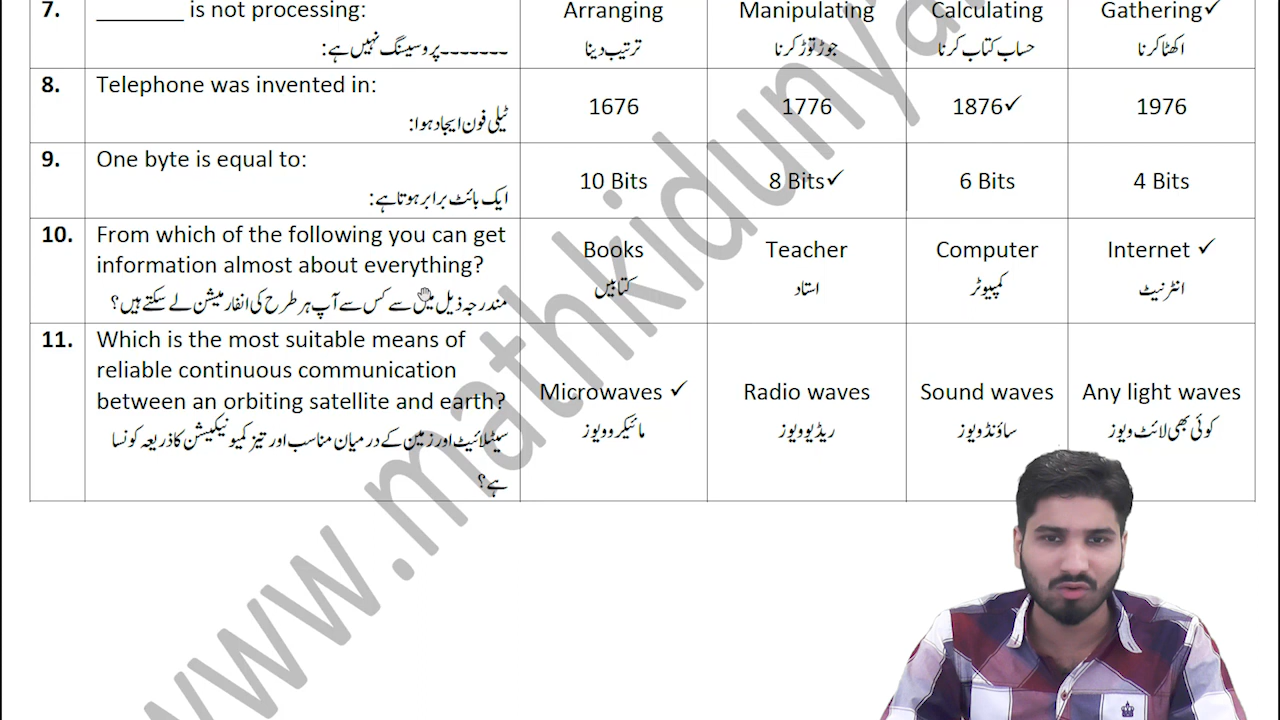 7. _______ is not processing: Arranging Manipulating Calculating Gathering✓
-------پروسیسنگ نہیں ہے: ترتیب دینا جوڑ توڑ کرنا حساب کتاب کرنا اکھٹا کرنا
8. Telephone was invented in: 1676 1776 1876✓ 1976
ٹیلی فون ایجاد ہوا:
9. One byte is equal to: 10 Bits 8 Bits✓ 6 Bits 4 Bits
ایک بائٹ برابر ہوتا ہے:
10. From which of the following you can get
information almost about everything? Books Teacher Computer Internet ✓
مندرجہ ذیل میں سے کس سے آپ ہر طرح کی انفارمیشن لے سکتے ہیں؟ کتابیں استاد کمپیوٹر انٹرنیٹ
11. Which is the most suitable means of
reliable continuous communication
between an orbiting satellite and earth? Microwaves ✓ Radio waves Sound waves Any light waves
سیٹلائیٹ اور زمین کے درمیان مناسب اور تیز کمیونیکیشن کا ذریعہ کونسا
ہے؟ مائیکروویوز ریڈیو ویوز ساؤنڈ ویوز کوئی بھی لائٹ ویوز
www.mathkidunya